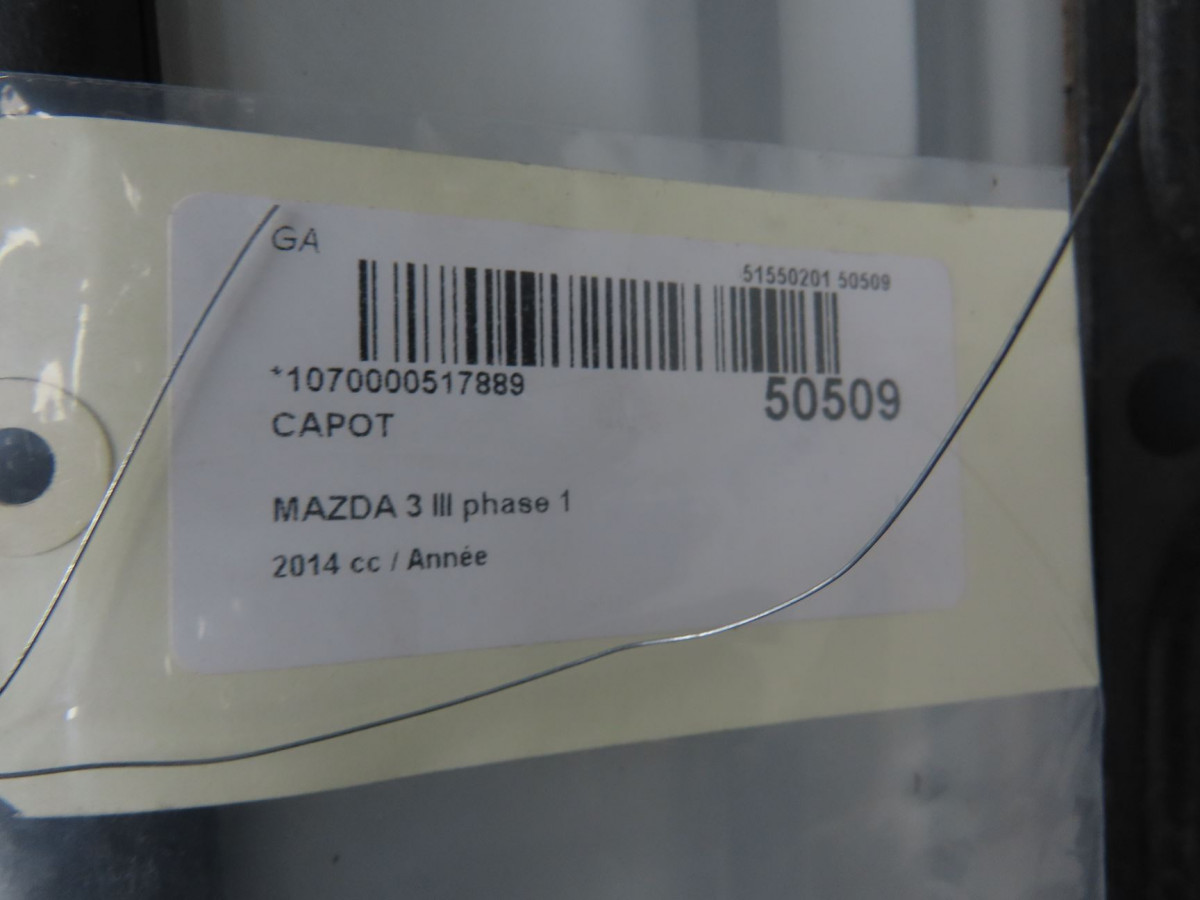 GA
51550201 50509
*1070000517889
50509
CAPOT
MAZDA 3 III phase 1
2014 cc / Année